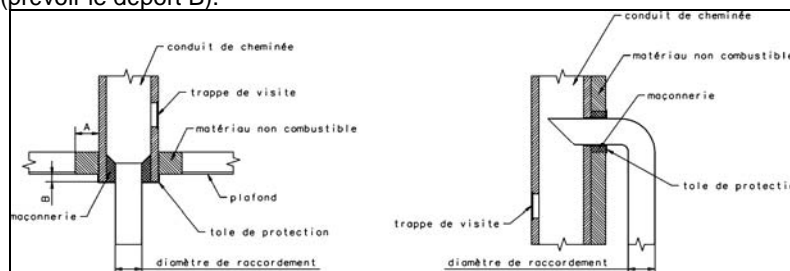 (prévoir le déport B).
conduit de cheminée
trappe de visite
A
matériau non combustible
B
plafond
maçonnerie
tole de protection
diamètre de raccordement
conduit de cheminée
matériau non combustible
maçonnerie
tole de protection
trappe de visite
diamètre de raccordement